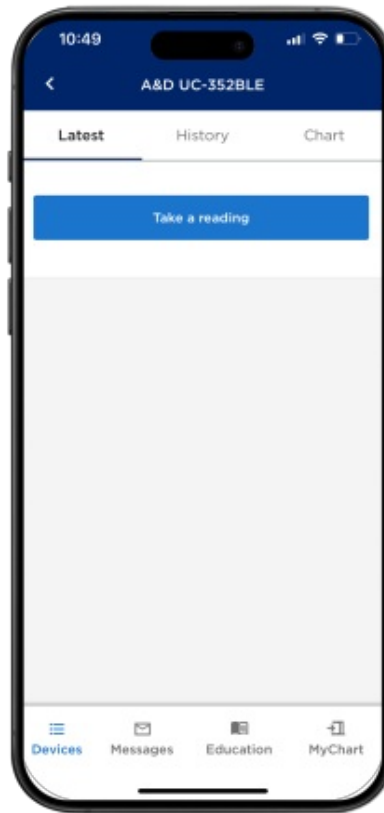 10:49
A&D UC-352BLE
Latest History Chart
Take a reading
Devices Messages Education MyChart